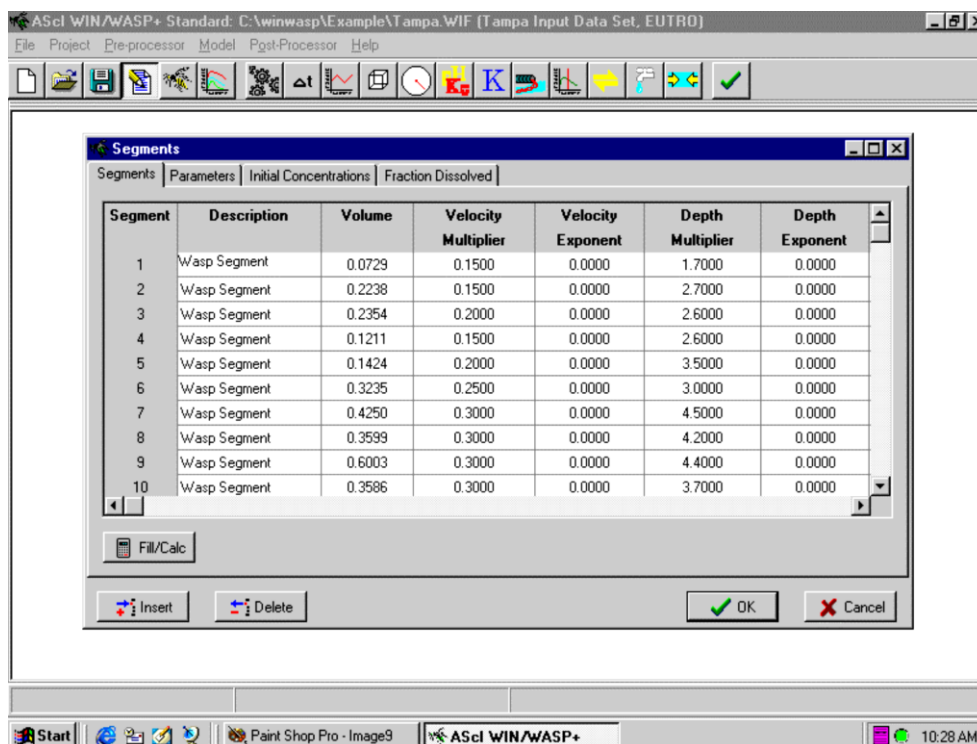 AScI WIN/WASP+ Standard: C:\winwasp\Example\Tampa.WIF (Tampa Input Data Set, EUTRO)
File Project Pre-processor Model Post-Processor Help
Δt K
Segments
Segments Parameters Initial Concentrations Fraction Dissolved
Segment Description Volume Velocity Multiplier Velocity Exponent Depth Multiplier Depth Exponent
1 Wasp Segment 0.0729 0.1500 0.0000 1.7000 0.0000
2 Wasp Segment 0.2238 0.1500 0.0000 2.7000 0.0000
3 Wasp Segment 0.2354 0.2000 0.0000 2.6000 0.0000
4 Wasp Segment 0.1211 0.1500 0.0000 2.6000 0.0000
5 Wasp Segment 0.1424 0.2000 0.0000 3.5000 0.0000
6 Wasp Segment 0.3235 0.2500 0.0000 3.0000 0.0000
7 Wasp Segment 0.4250 0.3000 0.0000 4.5000 0.0000
8 Wasp Segment 0.3599 0.3000 0.0000 4.2000 0.0000
9 Wasp Segment 0.6003 0.3000 0.0000 4.4000 0.0000
10 Wasp Segment 0.3586 0.3000 0.0000 3.7000 0.0000
Fill/Calc
Insert Delete OK Cancel
Start Paint Shop Pro - Image9 AScI WIN/WASP+ 10:28 AM